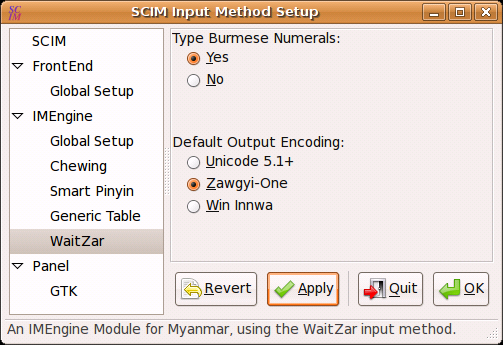 SCIM Input Method Setup
SCIM
FrontEnd
Global Setup
IMEngine
Global Setup
Chewing
Smart Pinyin
Generic Table
WaitZar
Panel
GTK
Type Burmese Numerals:
Yes
No
Default Output Encoding:
Unicode 5.1+
Zawgyi-One
Win Innwa
Revert
Apply
Quit
OK
An IMEngine Module for Myanmar, using the WaitZar input method.